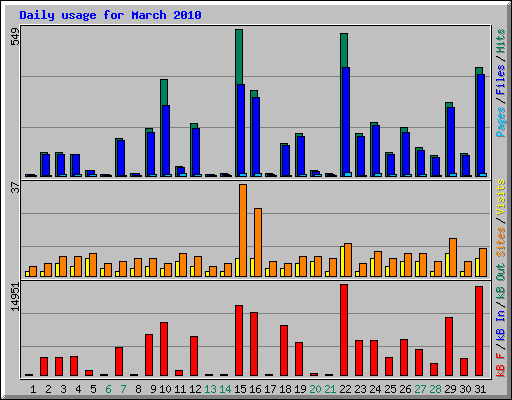 Daily usage for March 2010
549
Pages / Files / Hits
37
Sites / Visits
14951
kB F / kB In / kB Out
1 2 3 4 5 6 7 8 9 10 11 12 13 14 15 16 17 18 19 20 21 22 23 24 25 26 27 28 29 30 31